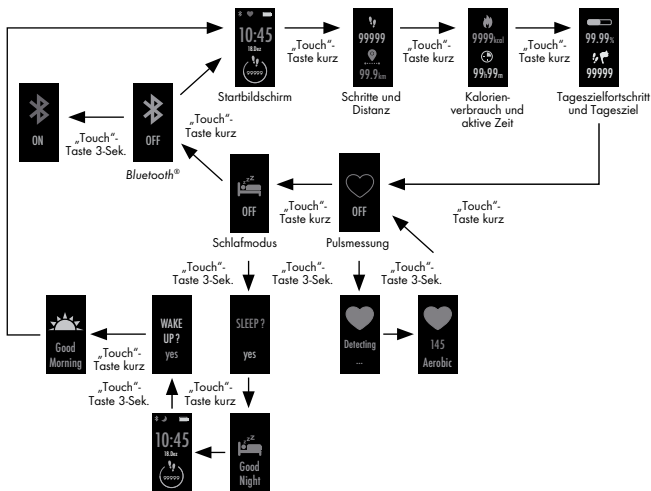 10:45
18.Dez
99999
Startbildschirm
„Touch“-
Taste kurz
99999
99.9km
Schritte und
Distanz
„Touch“-
Taste kurz
9999kcal
99h99m
Kalorien-
verbrauch und
aktive Zeit
„Touch“-
Taste kurz
99.99%
99999
Tageszielfortschritt
und Tagesziel
ON
„Touch“-
Taste 3-Sek.
OFF
Bluetooth®
„Touch“-
Taste kurz
OFF
Schlafmodus
„Touch“-
Taste kurz
OFF
Pulsmessung
„Touch“-
Taste kurz
„Touch“-
Taste 3-Sek.
„Touch“-
Taste 3-Sek.
„Touch“-
Taste 3-Sek.
Good
Morning
„Touch“-
Taste kurz
WAKE
UP ?
yes
SLEEP ?
yes
Detecting
...
145
Aerobic
„Touch“-
Taste 3-Sek.
„Touch“-
Taste kurz
10:45
18.Dez
99999
Good
Night